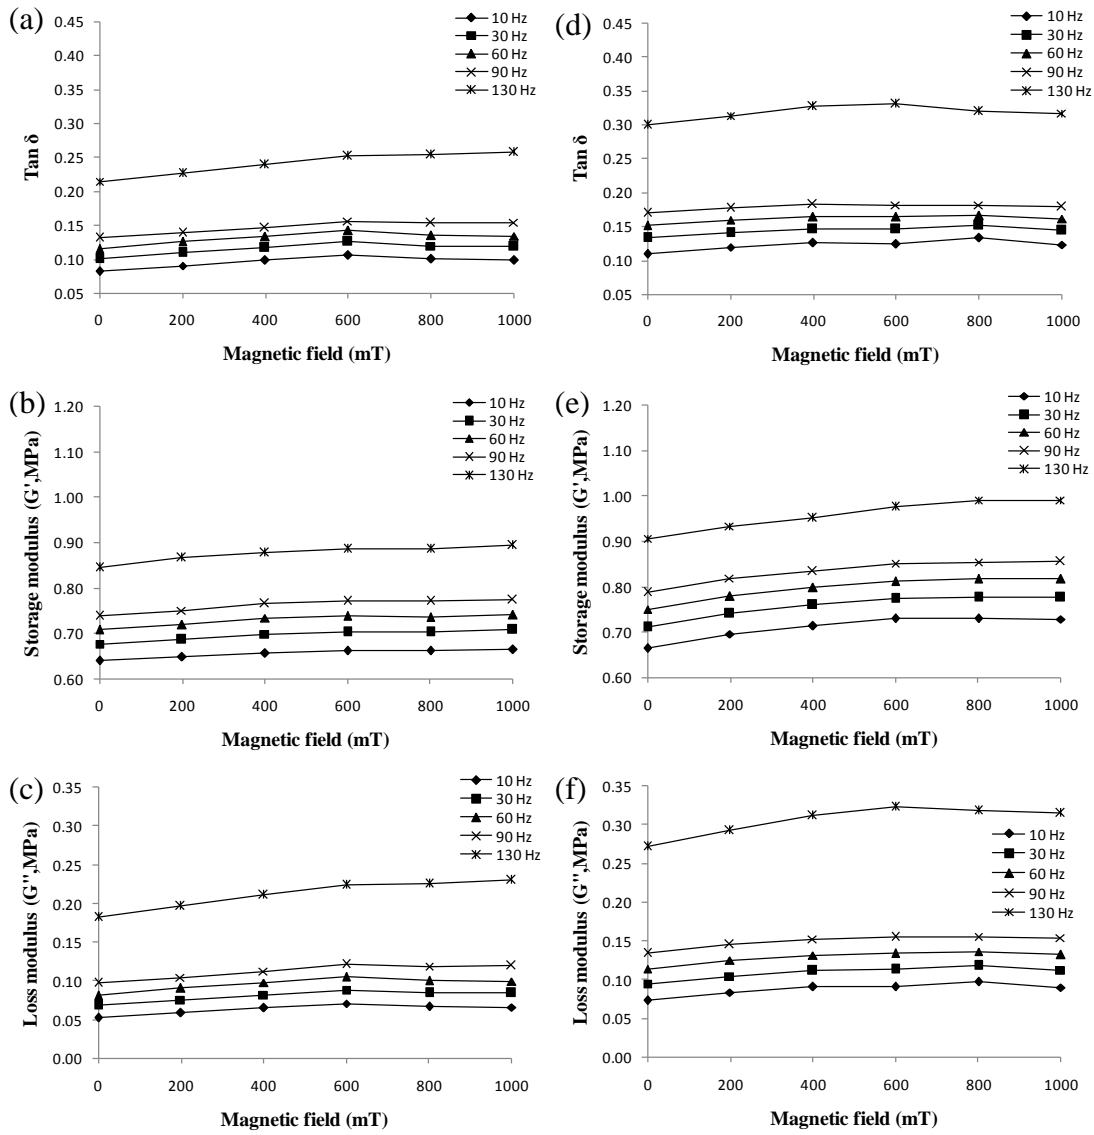 (a)
0.45
0.40
0.35
0.30
0.25
0.20
0.15
0.10
0.05
Tan δ
0 200 400 600 800 1000
Magnetic field (mT)
10 Hz
30 Hz
60 Hz
90 Hz
130 Hz
(d)
0.45
0.40
0.35
0.30
0.25
0.20
0.15
0.10
0.05
Tan δ
0 200 400 600 800 1000
Magnetic field (mT)
10 Hz
30 Hz
60 Hz
90 Hz
130 Hz
(b)
1.20
1.10
1.00
0.90
0.80
0.70
0.60
Storage modulus (G',MPa)
0 200 400 600 800 1000
Magnetic field (mT)
10 Hz
30 Hz
60 Hz
90 Hz
130 Hz
(e)
1.20
1.10
1.00
0.90
0.80
0.70
0.60
Storage modulus (G',MPa)
0 200 400 600 800 1000
Magnetic field (mT)
10 Hz
30 Hz
60 Hz
90 Hz
130 Hz
(c)
0.35
0.30
0.25
0.20
0.15
0.10
0.05
0.00
Loss modulus (G'',MPa)
0 200 400 600 800 1000
Magnetic field (mT)
10 Hz
30 Hz
60 Hz
90 Hz
130 Hz
(f)
0.35
0.30
0.25
0.20
0.15
0.10
0.05
0.00
Loss modulus (G'',MPa)
0 200 400 600 800 1000
Magnetic field (mT)
10 Hz
30 Hz
60 Hz
90 Hz
130 Hz